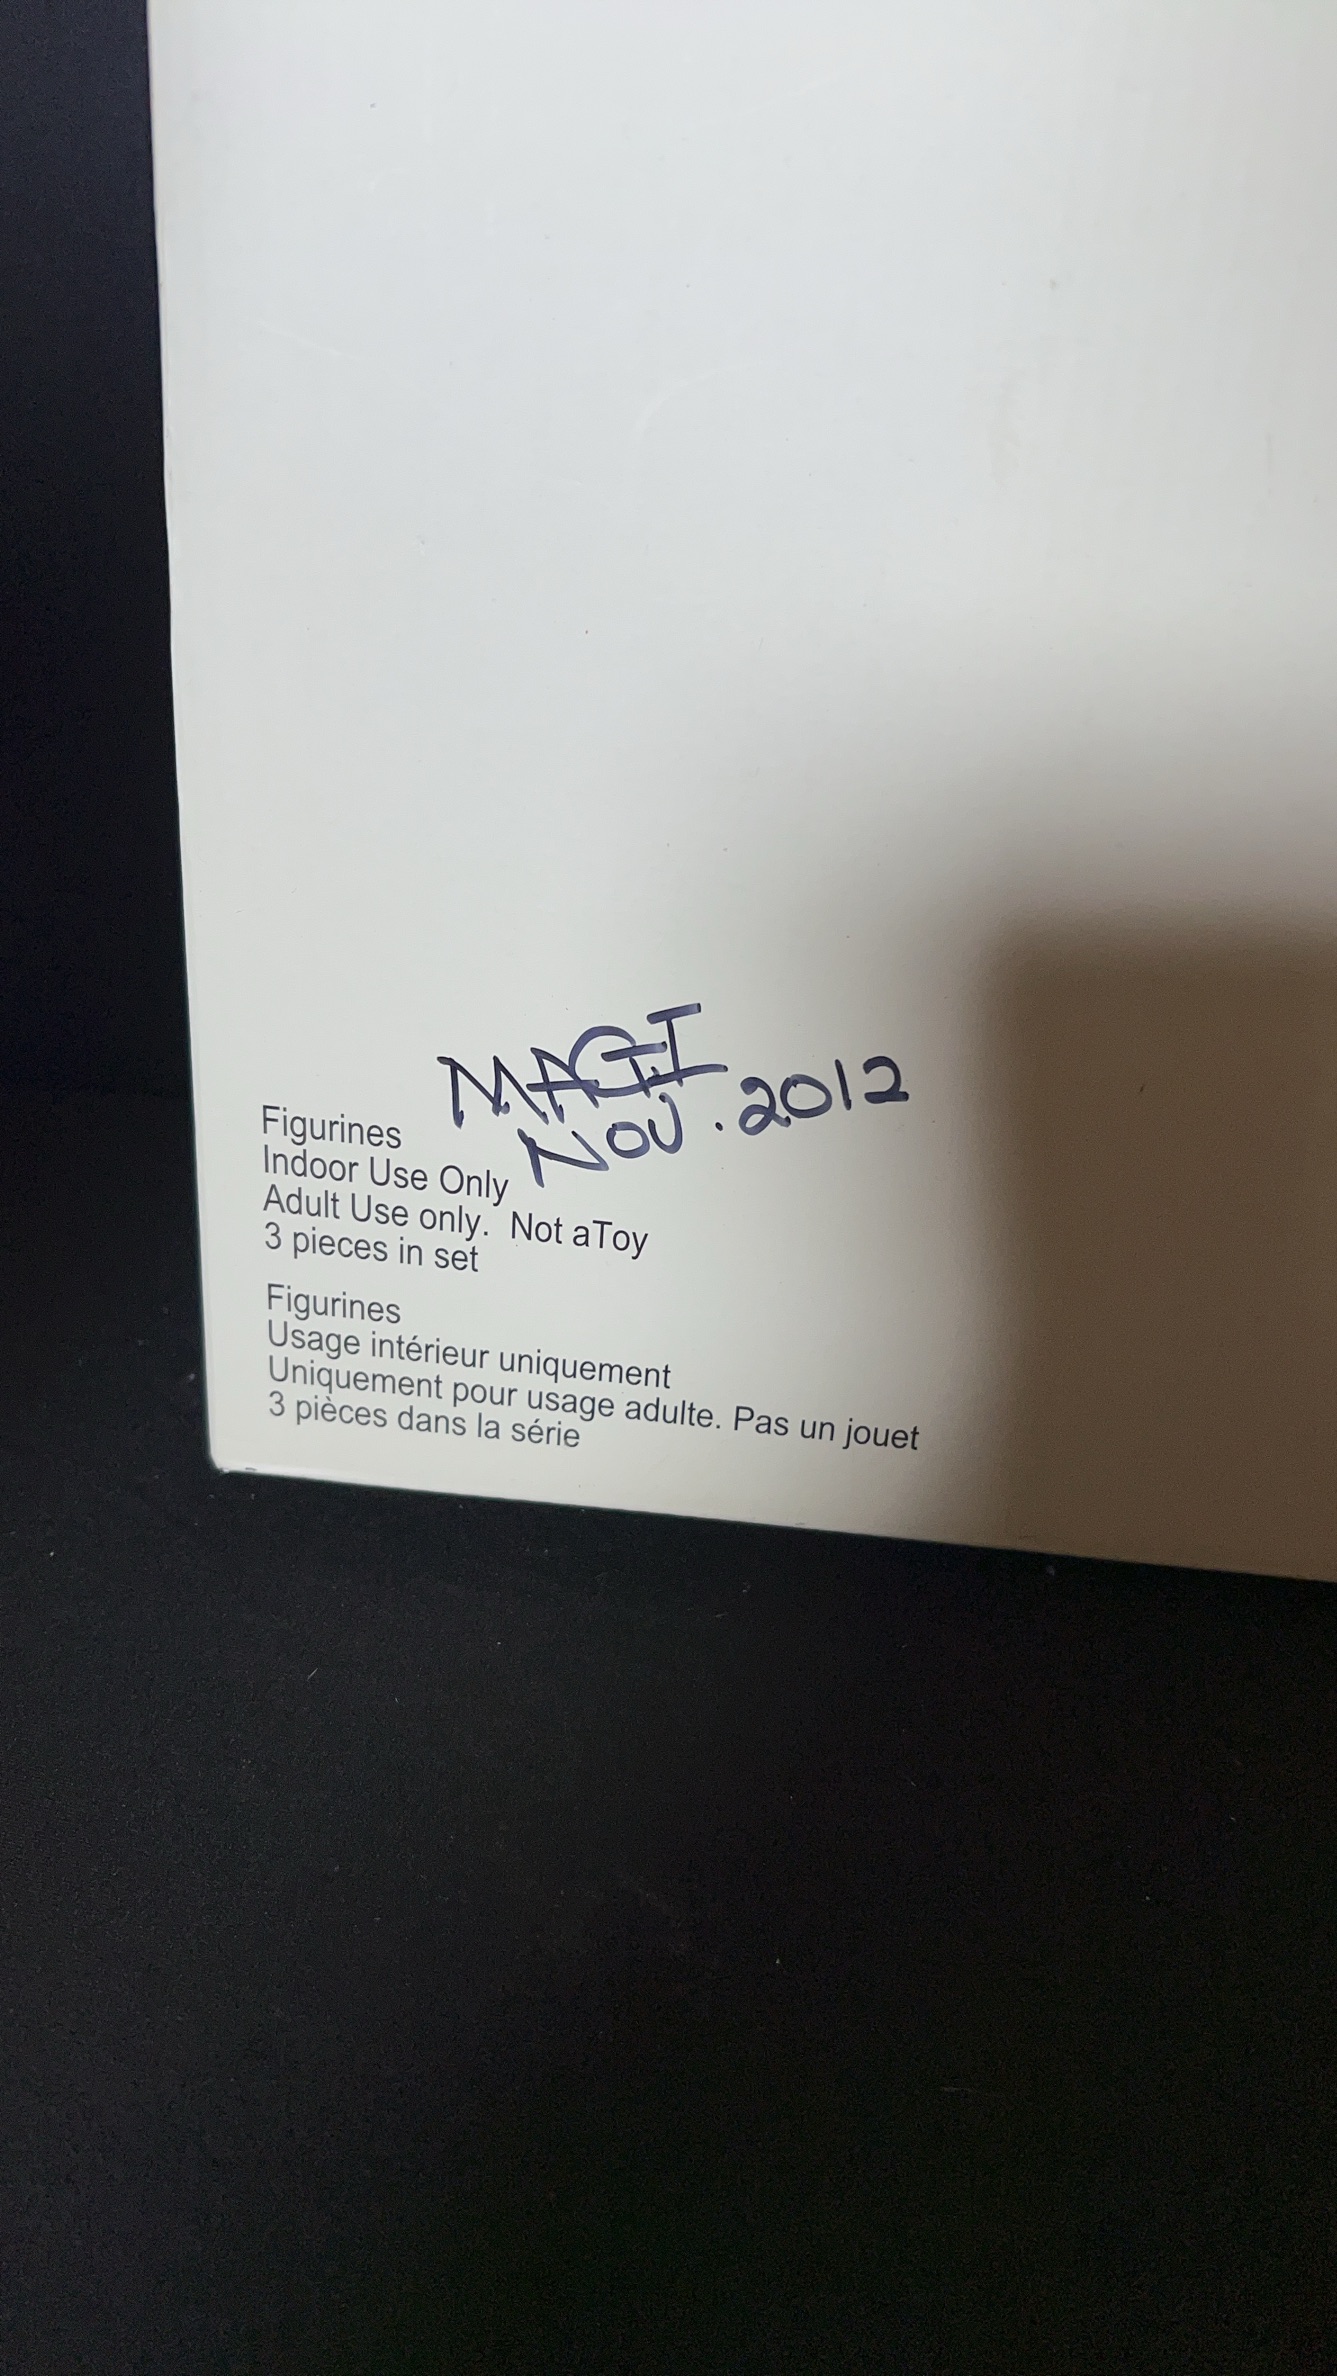 MAGI
NOV. 2012
Figurines
Indoor Use Only
Adult Use only.  Not aToy
3 pieces in set
Figurines
Usage intérieur uniquement
Uniquement pour usage adulte. Pas un jouet
3 pièces dans la série